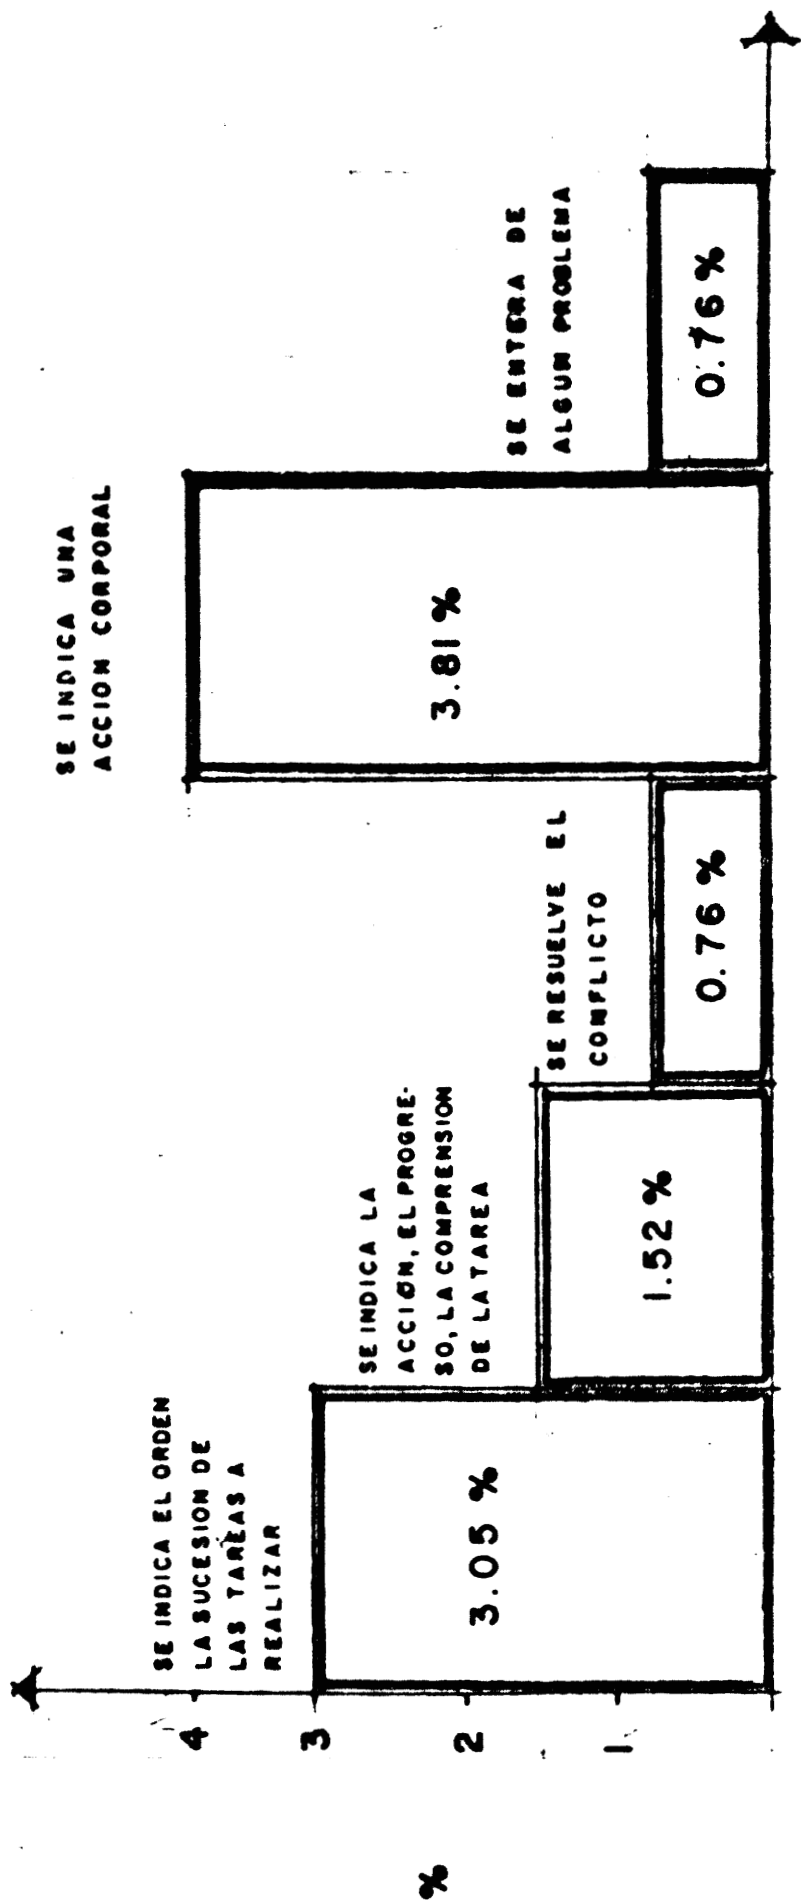 SE INDICA UNA
ACCION CORPORAL
SE INDICA EL ORDEN
LA SUCESION DE
LAS TAREAS A
REALIZAR
SE INDICA LA
ACCIÓN, EL PROGRE-
SO, LA COMPRENSION
DE LA TAREA
SE RESUELVE EL
CONFLICTO
SE ENTERA DE
ALGUN PROBLEMA
%
4
3
2
1
3.05 %
1.52 %
0.76 %
3.81 %
0.76 %